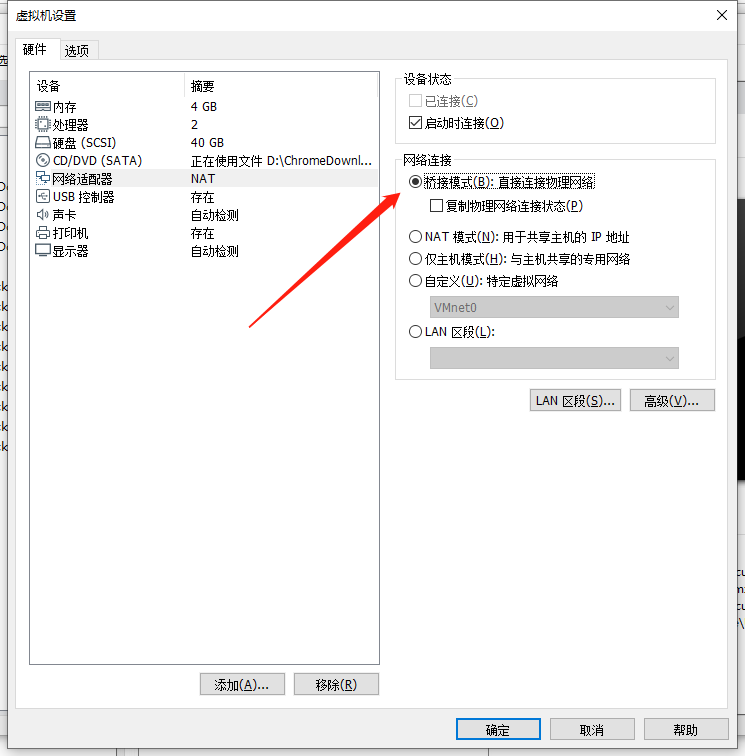 虚拟机设置
硬件 选项
设备 摘要
内存 4 GB
处理器 2
硬盘 (SCSI) 40 GB
CD/DVD (SATA) 正在使用文件 D:\ChromeDownl...
网络适配器 NAT
USB 控制器 存在
声卡 自动检测
打印机 存在
显示器 自动检测
添加(A)... 移除(R)
设备状态
已连接(C)
启动时连接(O)
网络连接
桥接模式(B): 直接连接物理网络
复制物理网络连接状态(P)
NAT 模式(N): 用于共享主机的 IP 地址
仅主机模式(H): 与主机共享的专用网络
自定义(U): 特定虚拟网络
VMnet0
LAN 区段(L):
LAN 区段(S)... 高级(V)...
确定 取消 帮助